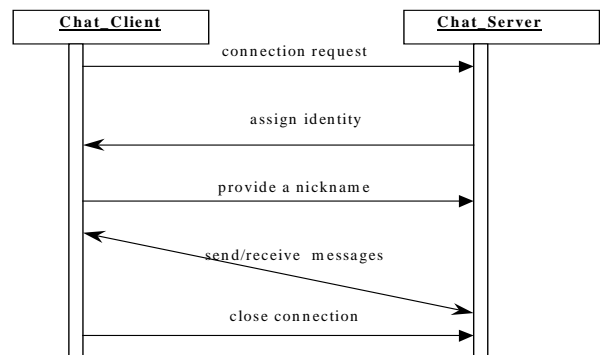 Chat_Client
Chat_Server
connection request
assign identity
provide a nickname
send/receive messages
close connection